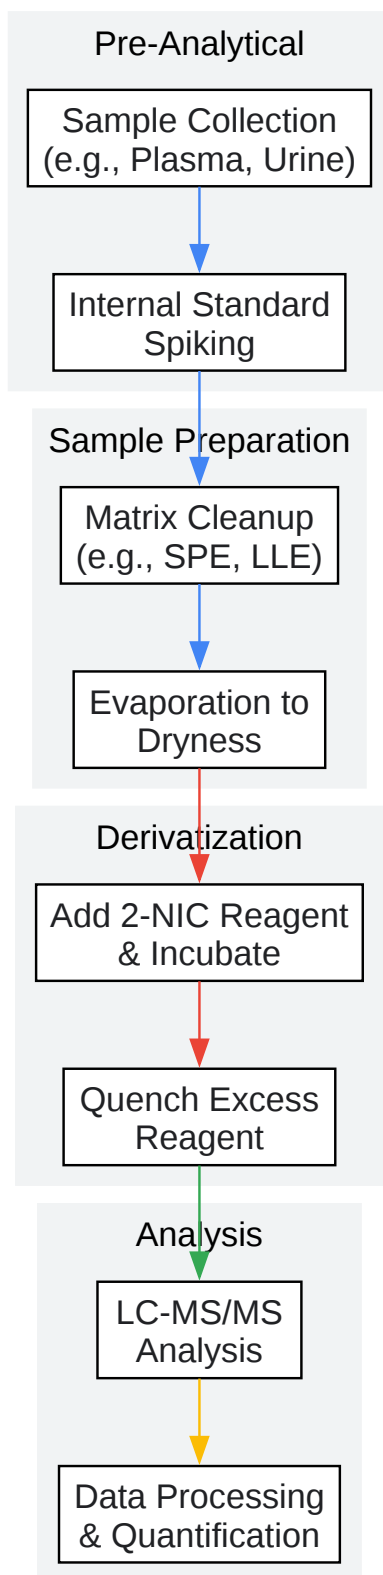 Pre-Analytical
Sample Collection
(e.g., Plasma, Urine)
Internal Standard
Spiking
Sample Preparation
Matrix Cleanup
(e.g., SPE, LLE)
Evaporation to
Dryness
Derivatization
Add 2-NIC Reagent
& Incubate
Quench Excess
Reagent
Analysis
LC-MS/MS
Analysis
Data Processing
& Quantification